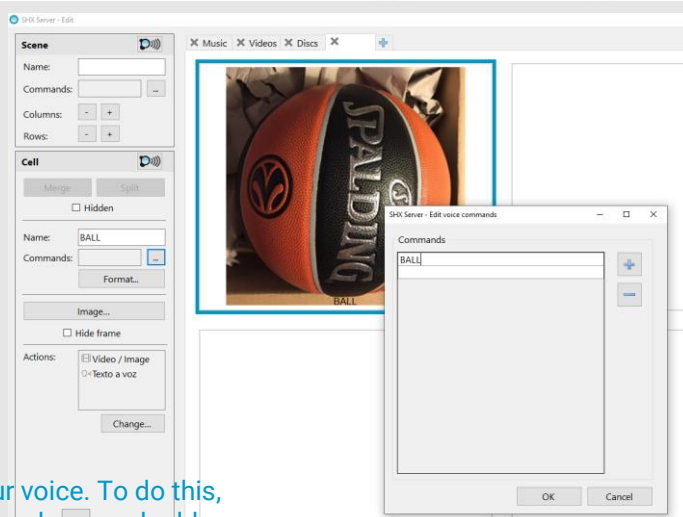 SHX Server - Edit
Scene
Name:
Commands:
Columns: - +
Rows: - +
Cell
Merge Split
Hidden
Name: BALL
Commands:
Format...
Image...
Hide frame
Actions: Video / Image
Texto a voz
Change...
Music Videos Discs
SPALDING
BALL
SHX Server - Edit voice commands
Commands
BALL
OK Cancel
ur voice. To do this,